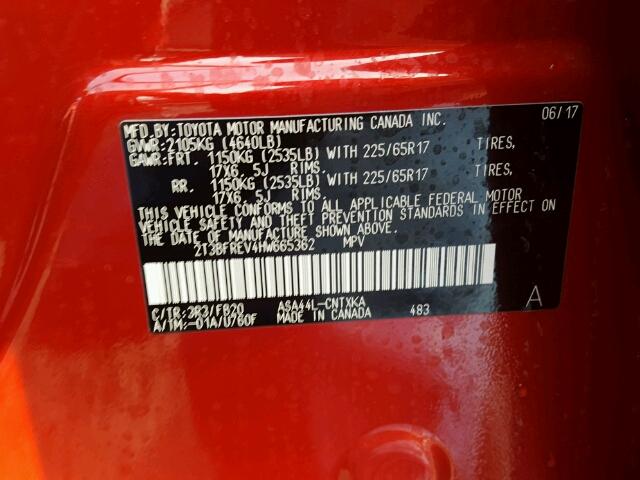 MFD.BY:TOYOTA MOTOR MANUFACTURING CANADA INC. 06/17
GVWR:2105KG (4640LB)
GAWR:FRT. 1150KG (2535LB) WITH 225/65R17 TIRES,
17X6.5J RIMS.
RR. 1150KG (2535LB) WITH 225/65R17 TIRES,
17X6.5J RIMS.
THIS VEHICLE CONFORMS TO ALL APPLICABLE FEDERAL MOTOR
VEHICLE SAFETY AND THEFT PREVENTION STANDARDS IN EFFECT ON
THE DATE OF MANUFACTURE SHOWN ABOVE.
2T3BFREV4HW665362 MPV
C/TR:3R3/FB20 ASA44L-CNTXKA A
A/TM:-01A/U760F MADE IN CANADA 483